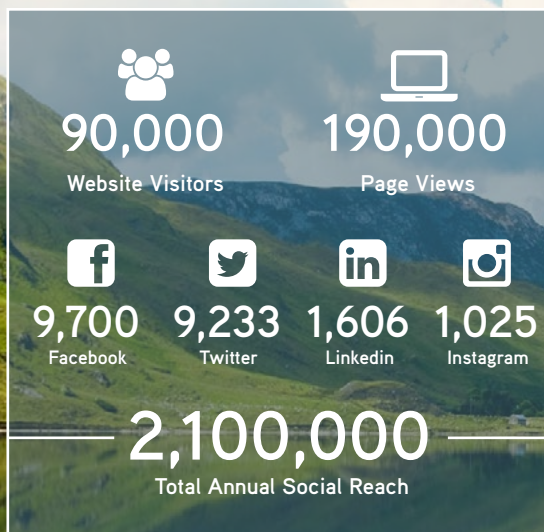 90,000 190,000
Website Visitors Page Views
9,700 9,233 1,606 1,025
Facebook Twitter Linkedin Instagram
2,100,000
Total Annual Social Reach